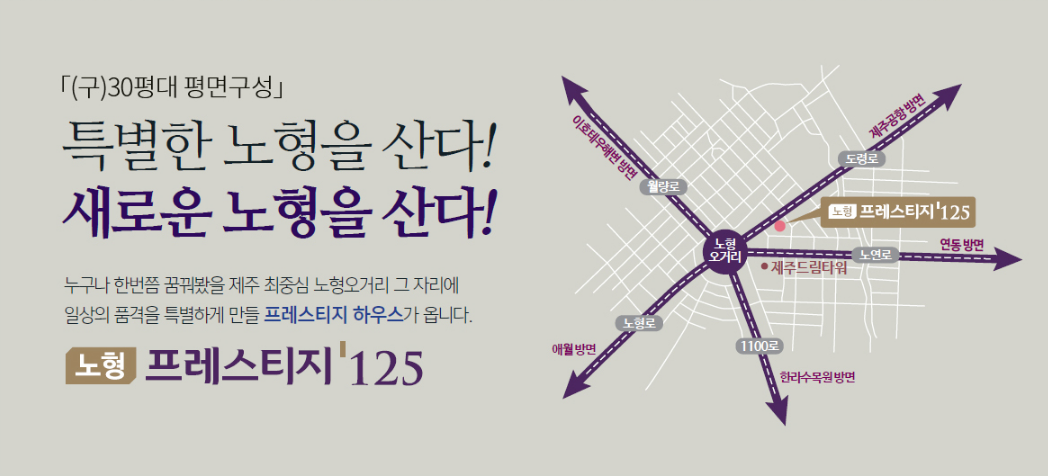 「(구)30평대 평면구성」
특별한 노형을 산다!
새로운 노형을 산다!
누구나 한번쯤 꿈꿔봤을 제주 최중심 노형오거리 그 자리에
일상의 품격을 특별하게 만들 프레스티지 하우스가 옵니다.
노형 프레스티지'125
이호테우해변 방면
제주공항 방면
도령로
월랑로
노형 프레스티지'125
노형
오거리
연동 방면
노연로
제주드림타워
노형로
애월 방면
1100로
한라수목원 방면